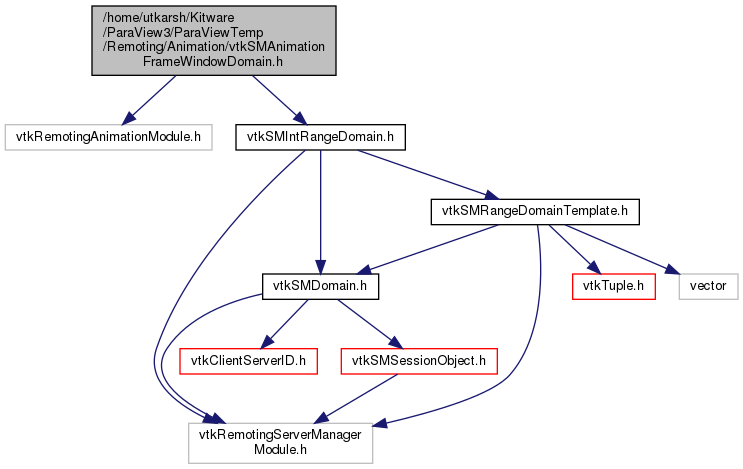 /home/utkarsh/Kitware
/ParaView3/ParaViewTemp
/Remoting/Animation/vtkSMAnimation
FrameWindowDomain.h
vtkRemotingAnimationModule.h
vtkSMIntRangeDomain.h
vtkSMRangeDomainTemplate.h
vtkSMDomain.h
vtkTuple.h
vector
vtkClientServerID.h
vtkSMSessionObject.h
vtkRemotingServerManager
Module.h